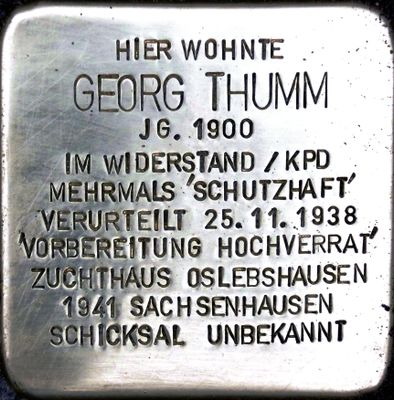 HIER WOHNTE
GEORG THUMM
JG. 1900
IM WIDERSTAND / KPD
MEHRMALS 'SCHUTZHAFT'
VERURTEILT 25. 11. 1938
'VORBEREITUNG HOCHVERRAT'
ZUCHTHAUS OSLEBSHAUSEN
1941 SACHSENHAUSEN
SCHICKSAL UNBEKANNT